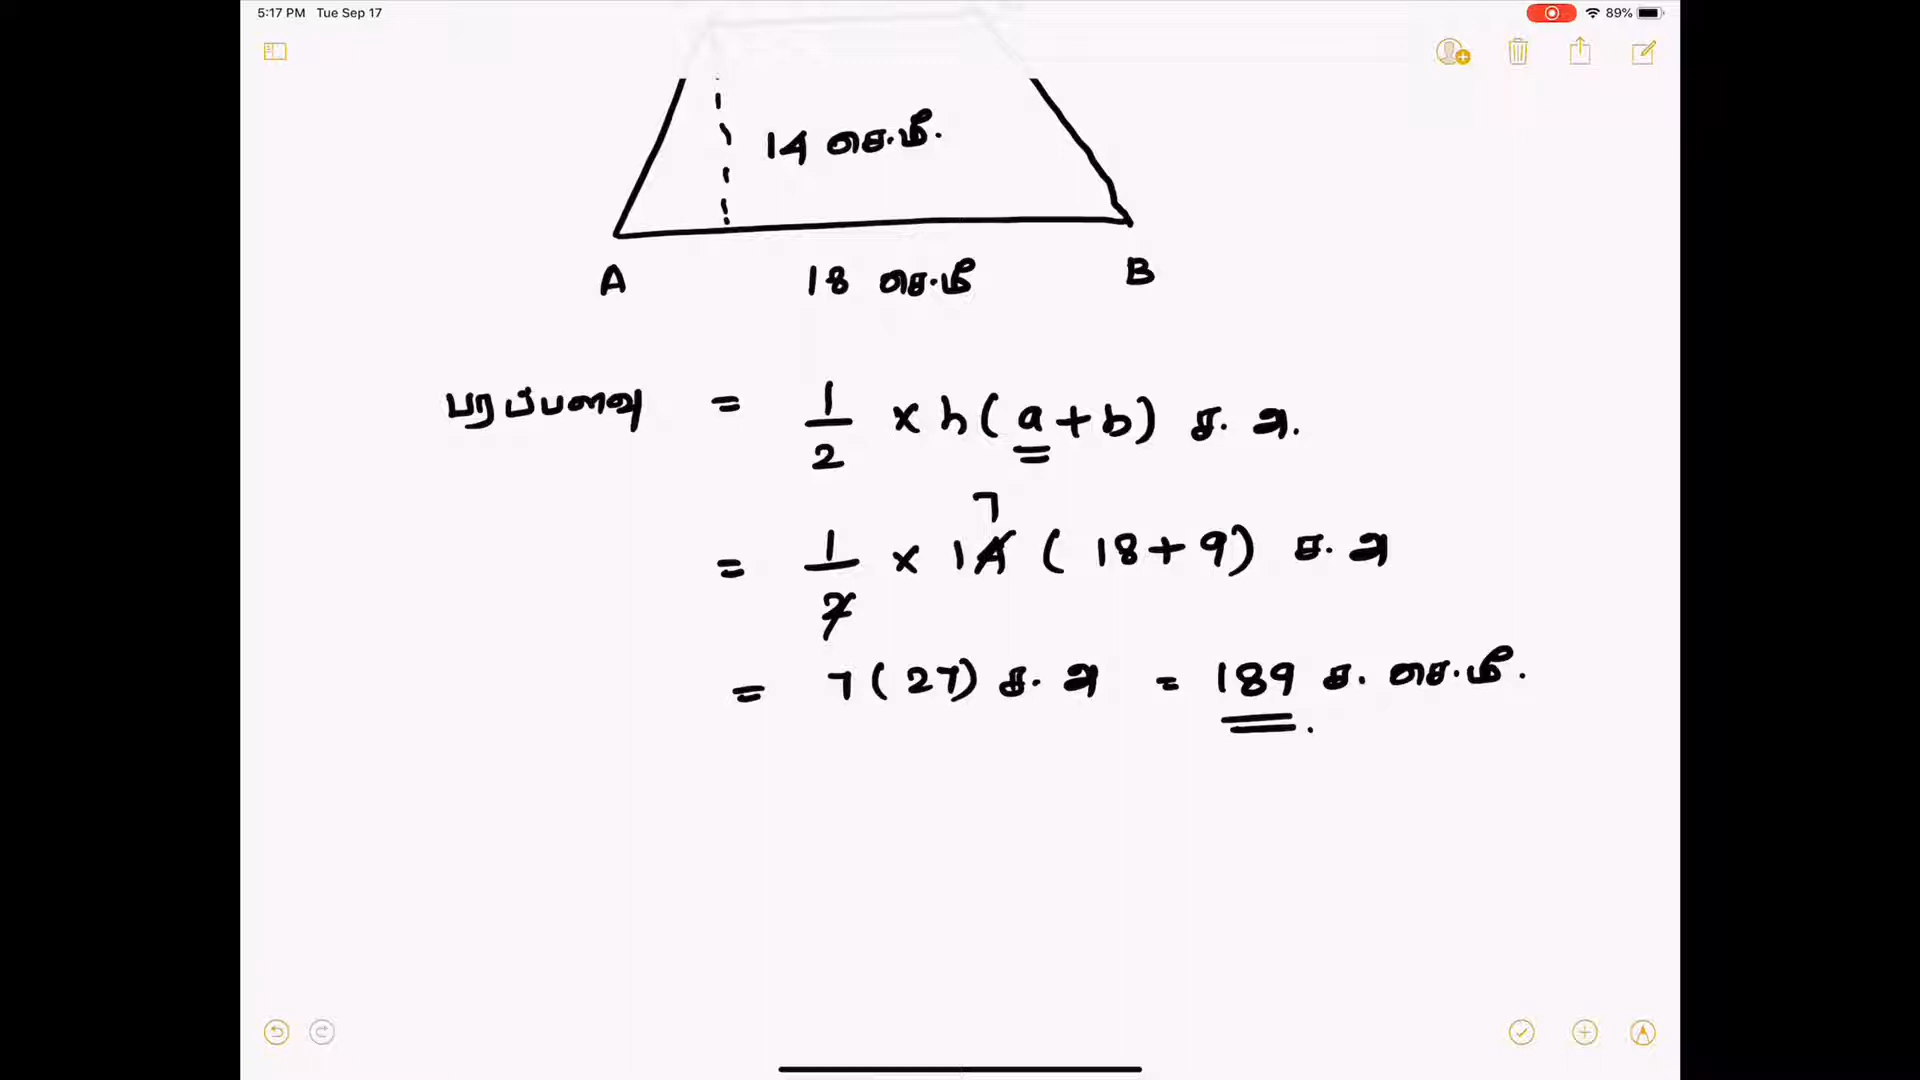 5:17 PM Tue Sep 17
89%
14 செ.மீ.
A 18 செ.மீ B
பரப்பளவு = 1/2 × h(a+b) ச. அ.
7
= 1/2 × 14 (18+9) ச. அ
= 7(27) ச. அ = 189 ச. செ.மீ.